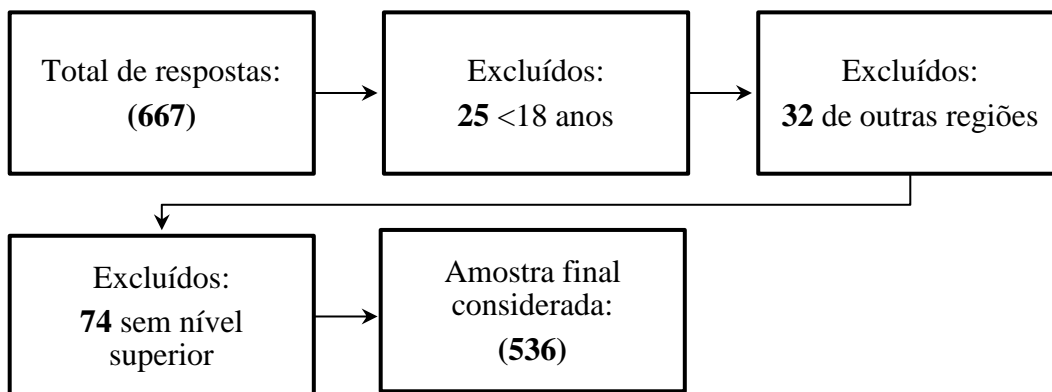 Total de respostas:
(667)
Excluídos:
25 <18 anos
Excluídos:
32 de outras regiões
Excluídos:
74 sem nível
superior
Amostra final
considerada:
(536)